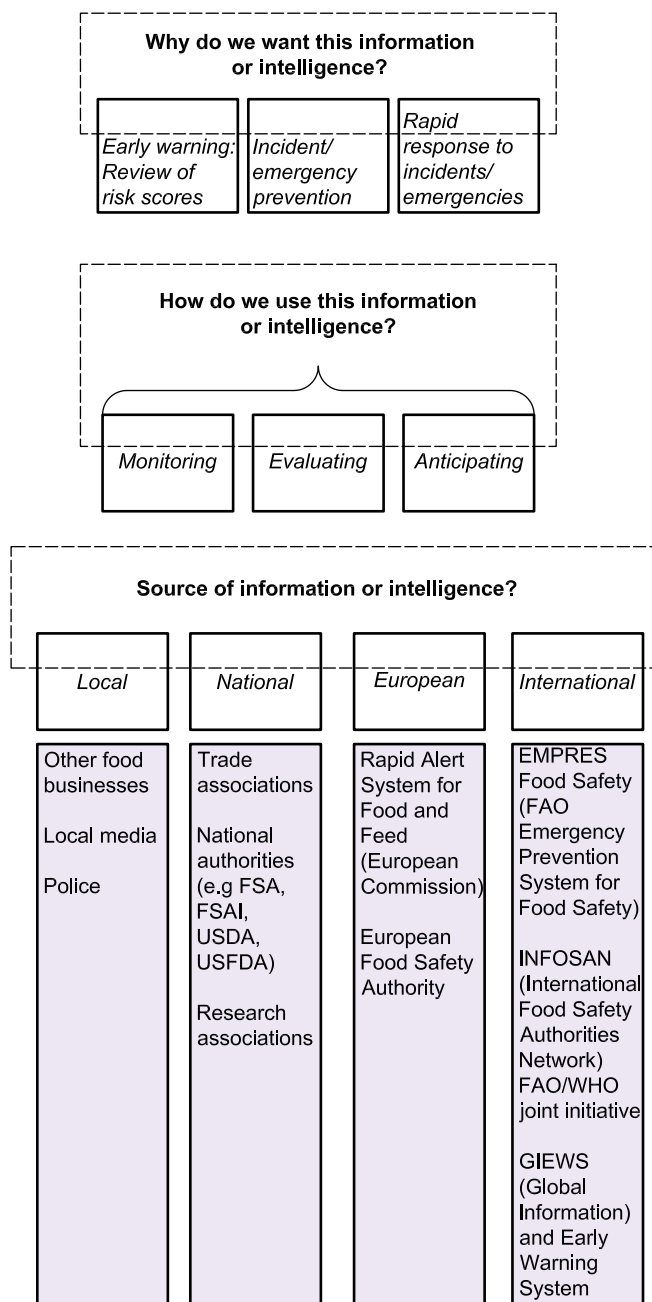 Why do we want this information
or intelligence?
Early warning:
Review of
risk scores
Incident/
emergency
prevention
Rapid
response to
incidents/
emergencies
How do we use this information
or intelligence?
Monitoring
Evaluating
Anticipating
Source of information or intelligence?
Local
National
European
International
Other food
businesses
Local media
Police
Trade
associations
National
authorities
(e.g FSA,
FSAI,
USDA,
USFDA)
Research
associations
Rapid Alert
System for
Food and
Feed
(European
Commission)
European
Food Safety
Authority
EMPRES
Food Safety
(FAO
Emergency
Prevention
System for
Food Safety)
INFOSAN
(International
Food Safety
Authorities
Network)
FAO/WHO
joint initiative
GIEWS
(Global
Information)
and Early
Warning
System